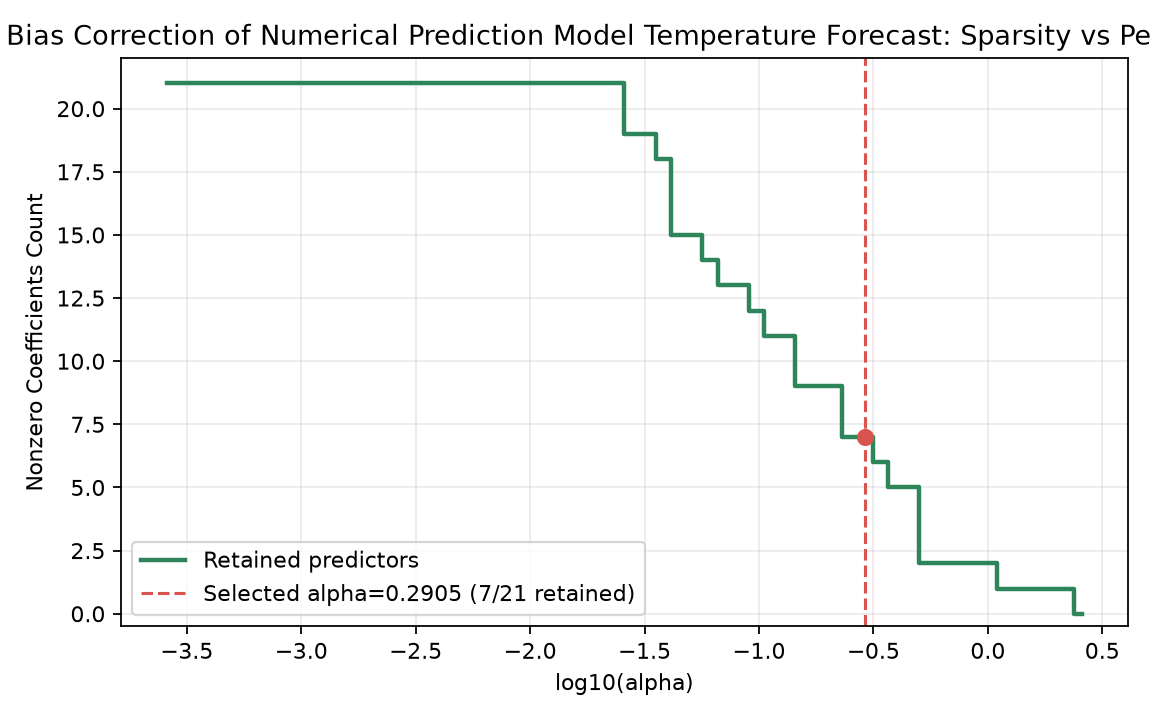 Bias Correction of Numerical Prediction Model Temperature Forecast: Sparsity vs Pe
Nonzero Coefficients Count
20.0
17.5
15.0
12.5
10.0
7.5
5.0
2.5
0.0
Retained predictors
Selected alpha=0.2905 (7/21 retained)
−3.5 −3.0 −2.5 −2.0 −1.5 −1.0 −0.5 0.0 0.5
log10(alpha)